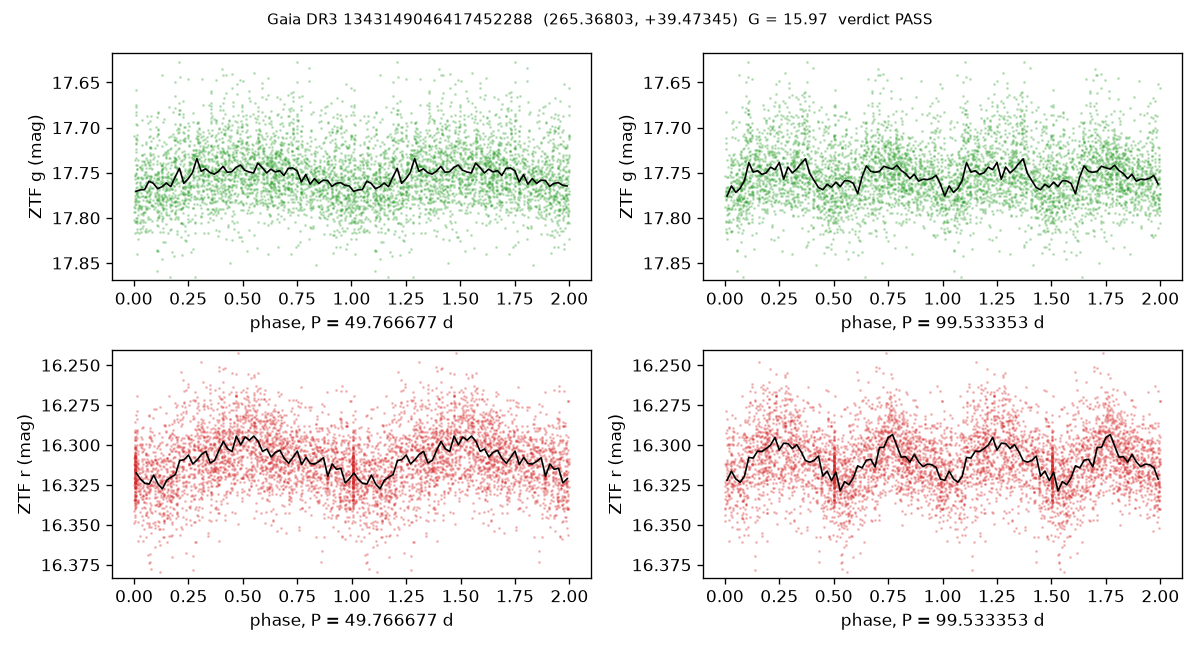 Gaia DR3 1343149046417452288 (265.36803, +39.47345) G = 15.97 verdict PASS
ZTF g (mag)
17.65
17.70
17.75
17.80
17.85
0.00 0.25 0.50 0.75 1.00 1.25 1.50 1.75 2.00
phase, P = 49.766677 d
ZTF g (mag)
17.65
17.70
17.75
17.80
17.85
0.00 0.25 0.50 0.75 1.00 1.25 1.50 1.75 2.00
phase, P = 99.533353 d
ZTF r (mag)
16.250
16.275
16.300
16.325
16.350
16.375
0.00 0.25 0.50 0.75 1.00 1.25 1.50 1.75 2.00
phase, P = 49.766677 d
ZTF r (mag)
16.250
16.275
16.300
16.325
16.350
16.375
0.00 0.25 0.50 0.75 1.00 1.25 1.50 1.75 2.00
phase, P = 99.533353 d